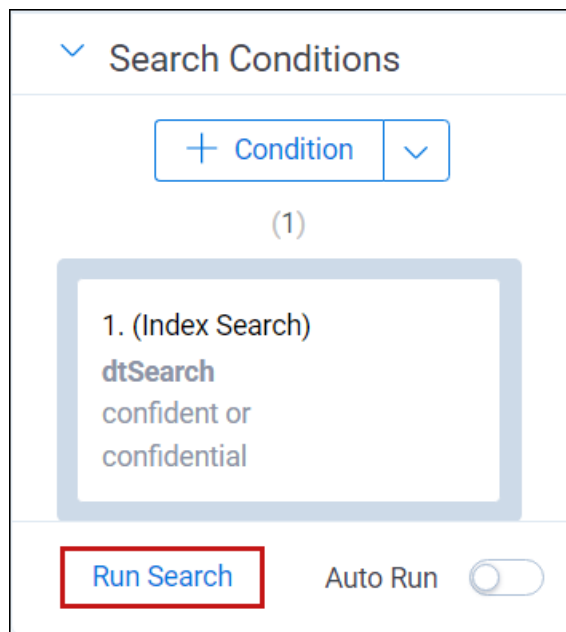 Search Conditions
+ Condition
(1)
1. (Index Search)
dtSearch
confident or
confidential
Run Search
Auto Run